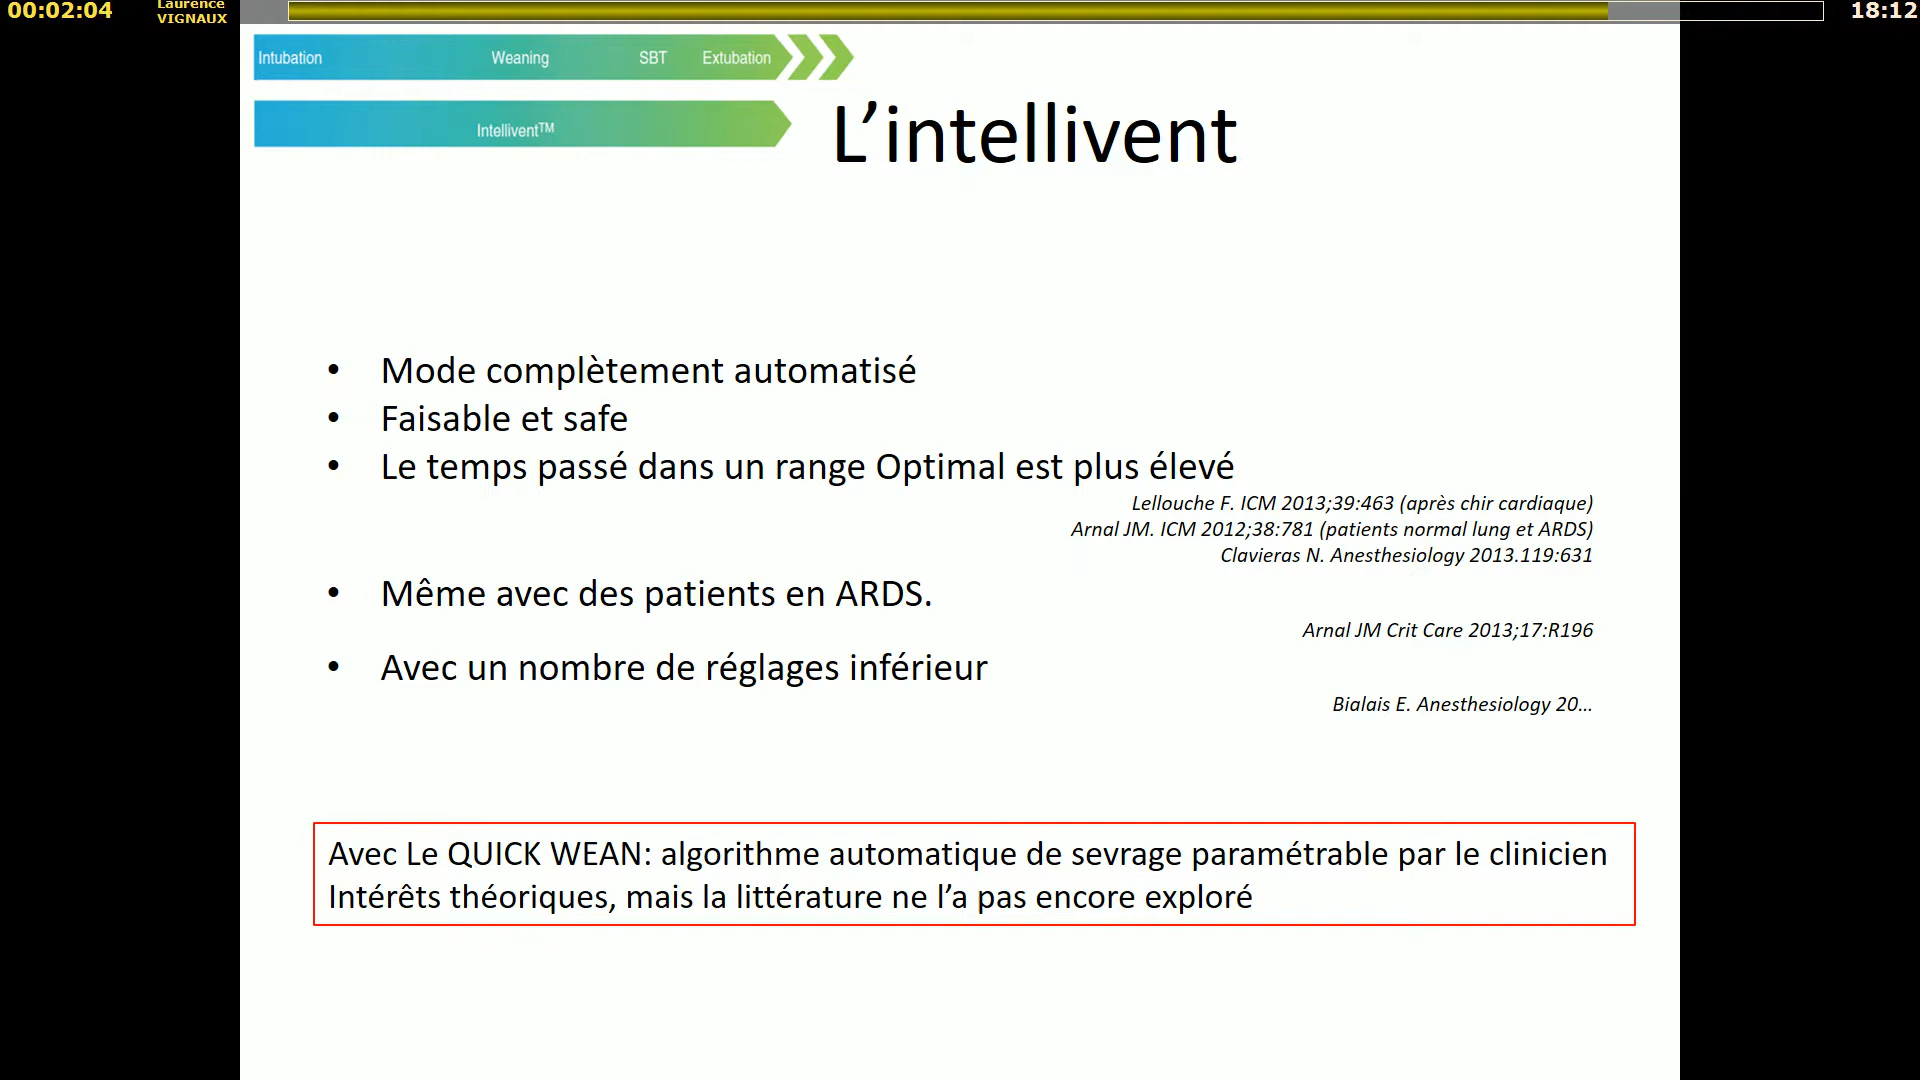 00:02:04
Laurence
VIGNAUX
18:12
Intubation Weaning SBT Extubation
Intellivent™
L’intellivent
• Mode complètement automatisé
• Faisable et safe
• Le temps passé dans un range Optimal est plus élevé
Lellouche F. ICM 2013;39:463 (après chir cardiaque)
Arnal JM. ICM 2012;38:781 (patients normal lung et ARDS)
Clavieras N. Anesthesiology 2013.119:631
• Même avec des patients en ARDS.
Arnal JM Crit Care 2013;17:R196
• Avec un nombre de réglages inférieur
Bialais E. Anesthesiology 20...
Avec Le QUICK WEAN: algorithme automatique de sevrage paramétrable par le clinicien
Intérêts théoriques, mais la littérature ne l’a pas encore exploré